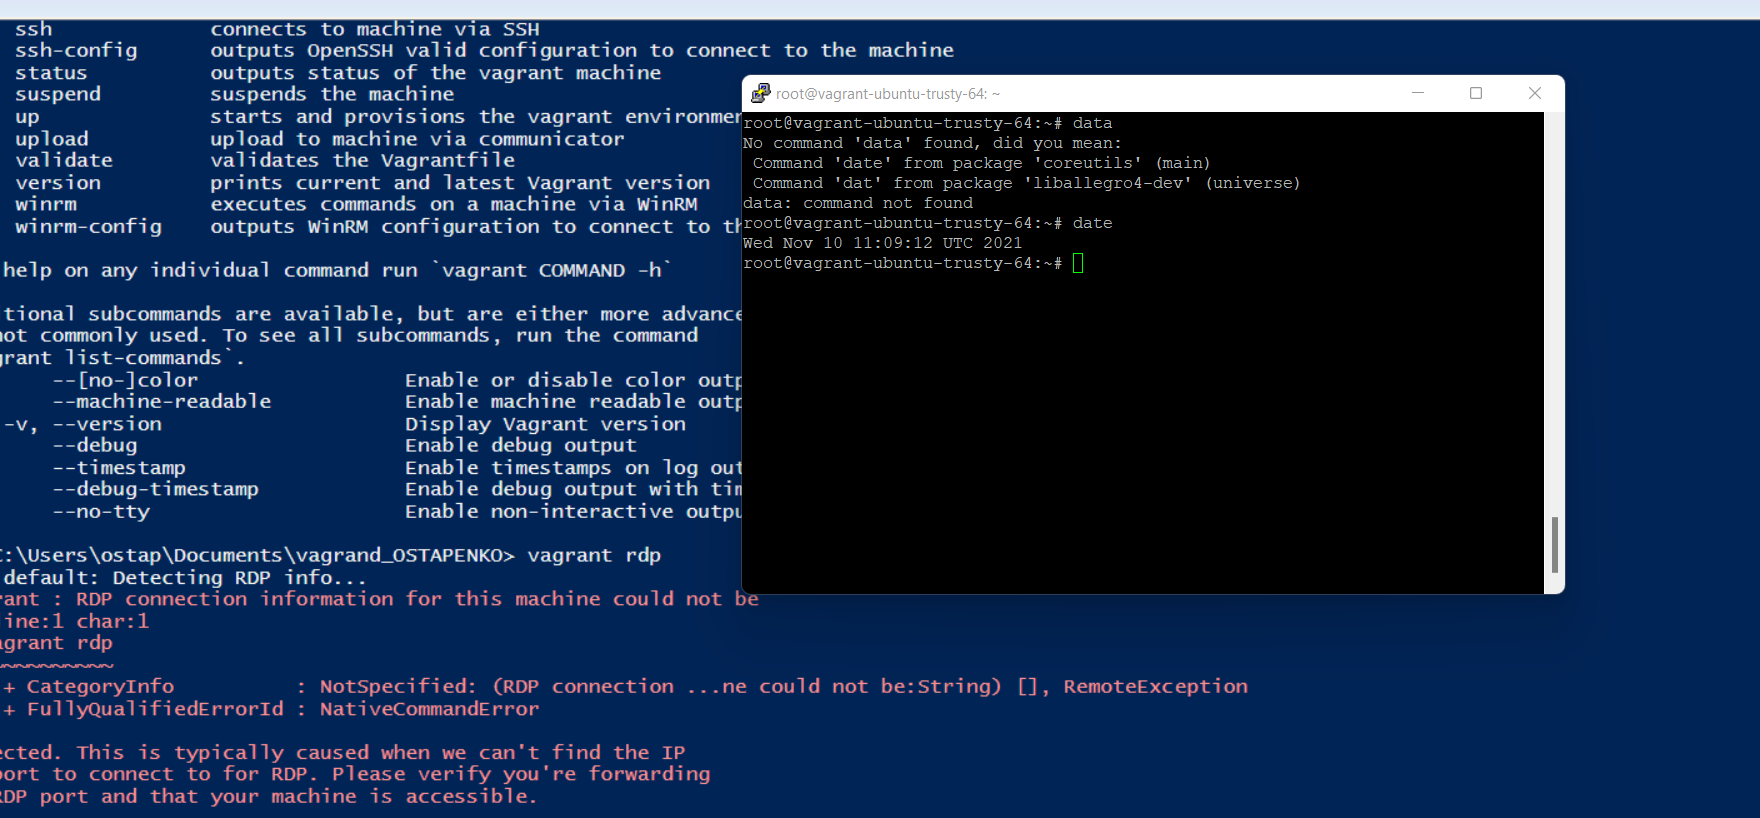 ssh connects to machine via SSH
ssh-config outputs OpenSSH valid configuration to connect to the machine
status outputs status of the vagrant machine
suspend suspends the machine
up starts and provisions the vagrant environmen
upload upload to machine via communicator
validate validates the Vagrantfile
version prints current and latest Vagrant version
winrm executes commands on a machine via WinRM
winrm-config outputs WinRM configuration to connect to th
help on any individual command run `vagrant COMMAND -h`
tional subcommands are available, but are either more advance
not commonly used. To see all subcommands, run the command
grant list-commands`.
--[no-]color Enable or disable color outp
--machine-readable Enable machine readable outp
-v, --version Display Vagrant version
--debug Enable debug output
--timestamp Enable timestamps on log out
--debug-timestamp Enable debug output with tim
--no-tty Enable non-interactive outpu
C:\Users\ostap\Documents\vagrand_OSTAPENKO> vagrant rdp
default: Detecting RDP info...
rant : RDP connection information for this machine could not be
line:1 char:1
agrant rdp
~~~~~~~~~~
+ CategoryInfo : NotSpecified: (RDP connection ...ne could not be:String) [], RemoteException
+ FullyQualifiedErrorId : NativeCommandError
ected. This is typically caused when we can't find the IP
port to connect to for RDP. Please verify you're forwarding
RDP port and that your machine is accessible.
root@vagrant-ubuntu-trusty-64: ~
root@vagrant-ubuntu-trusty-64:~# data
No command 'data' found, did you mean:
Command 'date' from package 'coreutils' (main)
Command 'dat' from package 'liballegro4-dev' (universe)
data: command not found
root@vagrant-ubuntu-trusty-64:~# date
Wed Nov 10 11:09:12 UTC 2021
root@vagrant-ubuntu-trusty-64:~#